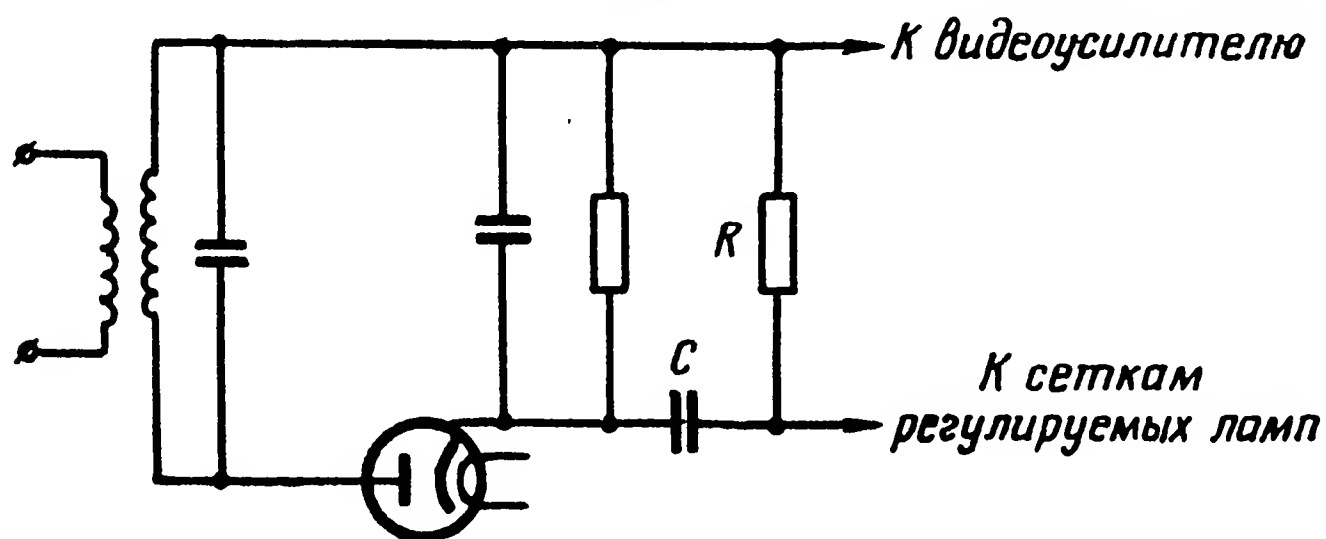 К видеоусилителю
R
C
К сеткам
регулируемых ламп